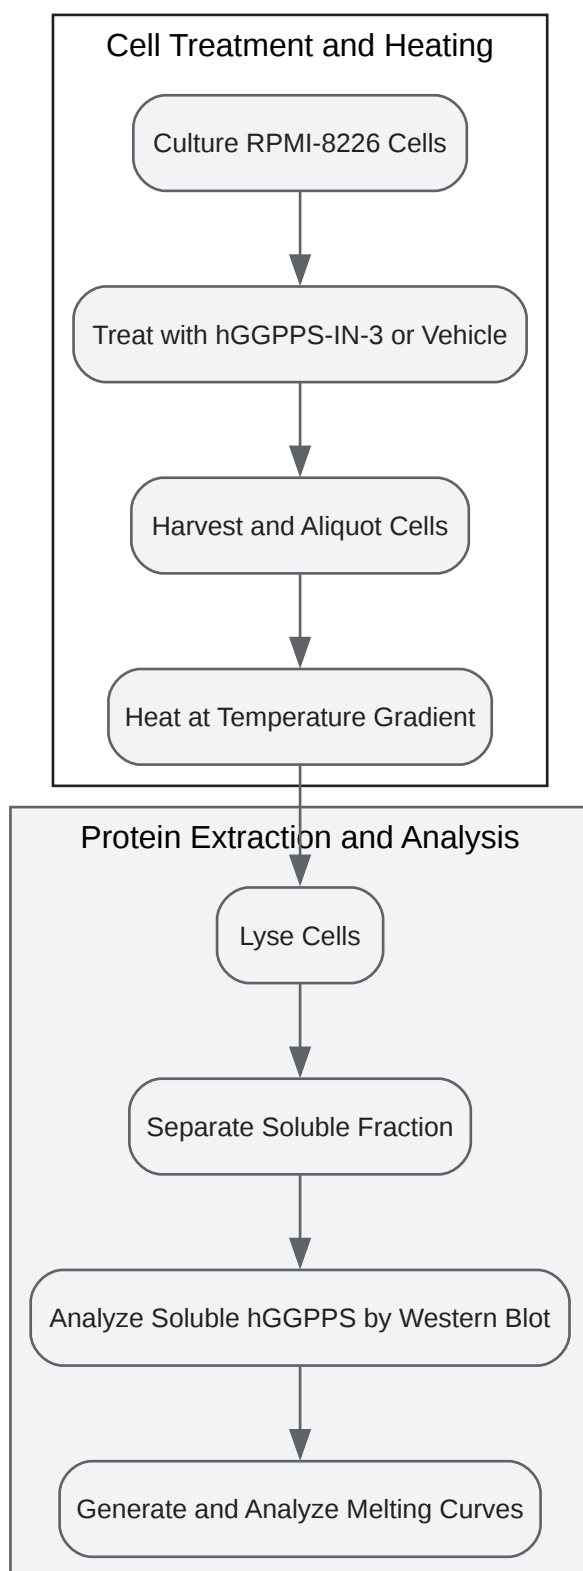 Cell Treatment and Heating
Culture RPMI-8226 Cells
Treat with hGGPPS-IN-3 or Vehicle
Harvest and Aliquot Cells
Heat at Temperature Gradient
Protein Extraction and Analysis
Lyse Cells
Separate Soluble Fraction
Analyze Soluble hGGPPS by Western Blot
Generate and Analyze Melting Curves